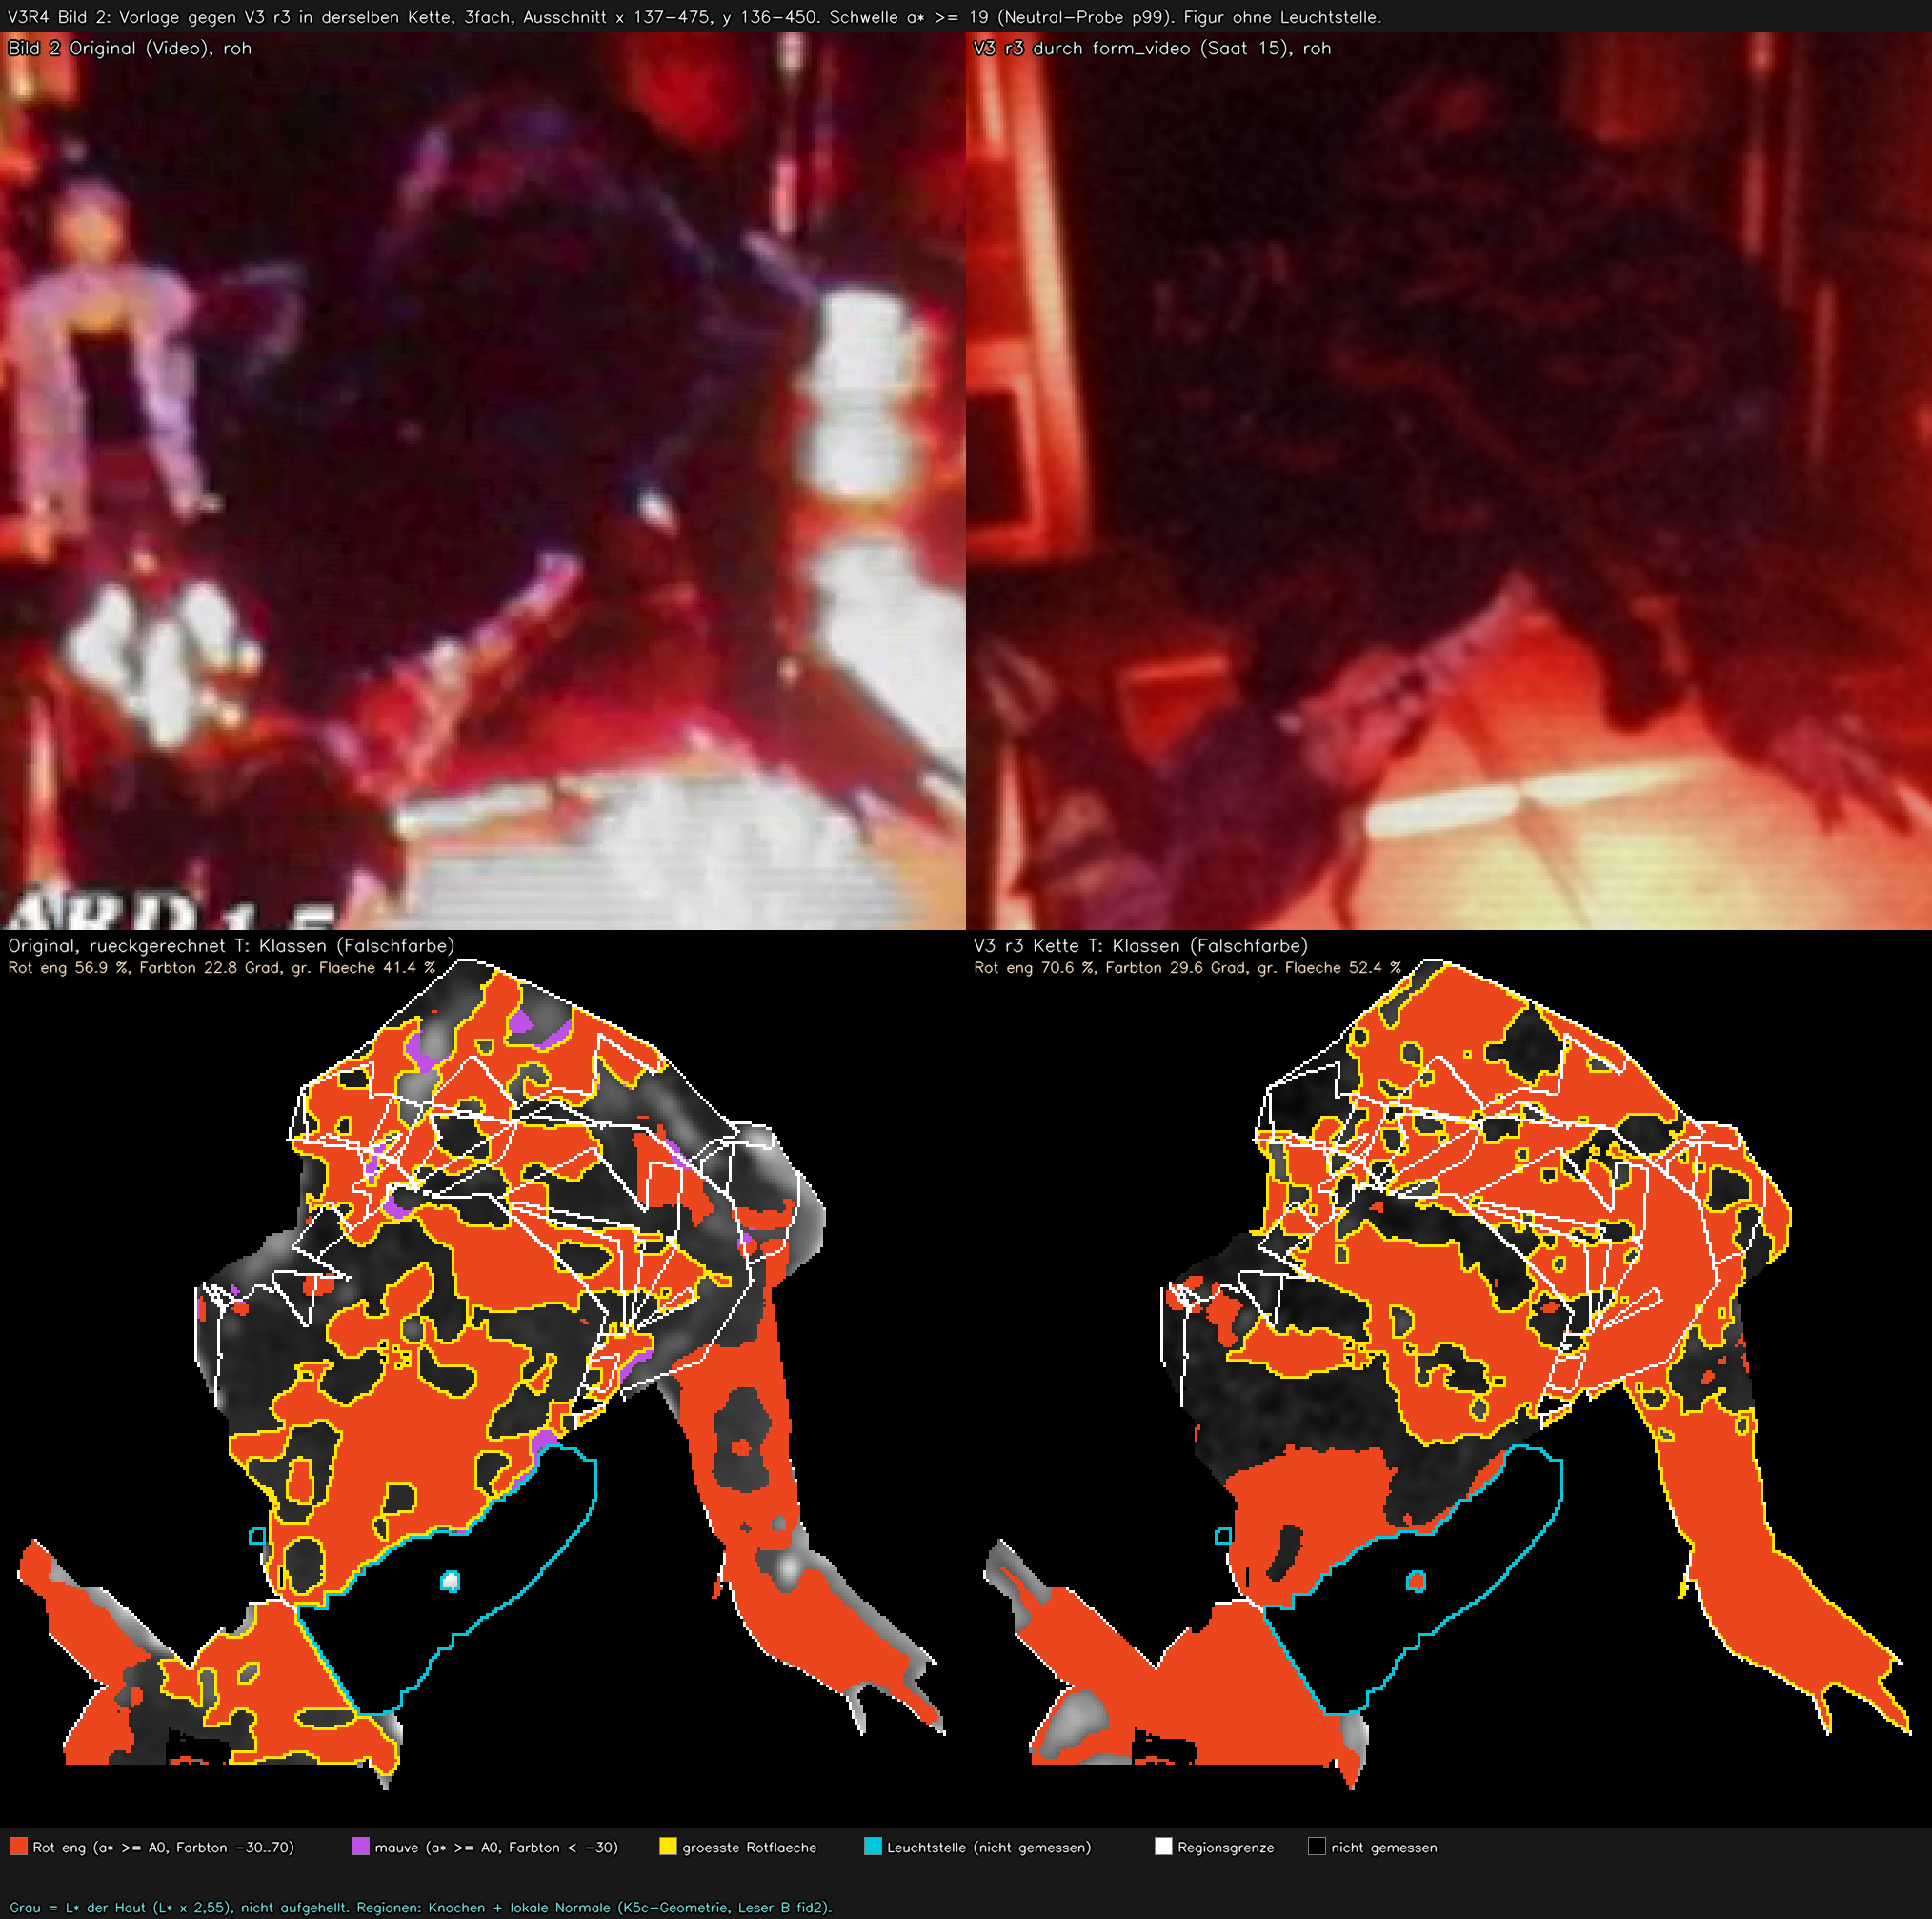 V3R4 Bild 2: Vorlage gegen V3 r3 in derselben Kette, 3fach, Ausschnitt x 137-475, y 136-450. Schwelle a* >= 19 (Neutral-Probe p99). Figur ohne Leuchtstelle.
Bild 2 Original (Video), roh
V3 r3 durch form_video (Saat 15), roh
Original, rueckgerechnet T: Klassen (Falschfarbe)
Rot eng 56.9 %, Farbton 22.8 Grad, gr. Flaeche 41.4 %
V3 r3 Kette T: Klassen (Falschfarbe)
Rot eng 70.6 %, Farbton 29.6 Grad, gr. Flaeche 52.4 %
Rot eng (a* >= A0, Farbton -30..70)
mauve (a* >= A0, Farbton < -30)
groesste Rotflaeche
Leuchtstelle (nicht gemessen)
Regionsgrenze
nicht gemessen
Grau = L* der Haut (L* x 2,55), nicht aufgehellt. Regionen: Knochen + lokale Normale (K5c-Geometrie, Leser B fid2).